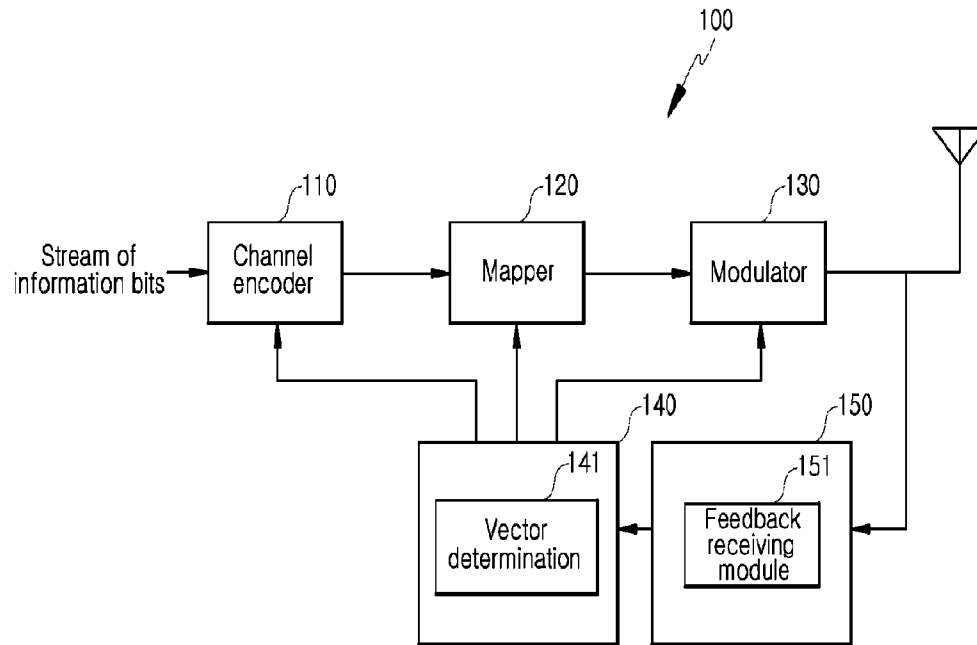 100
110
120
130
Stream of
information bits
Channel
encoder
Mapper
Modulator
140
150
141
151
Vector
determination
Feedback
receiving
module